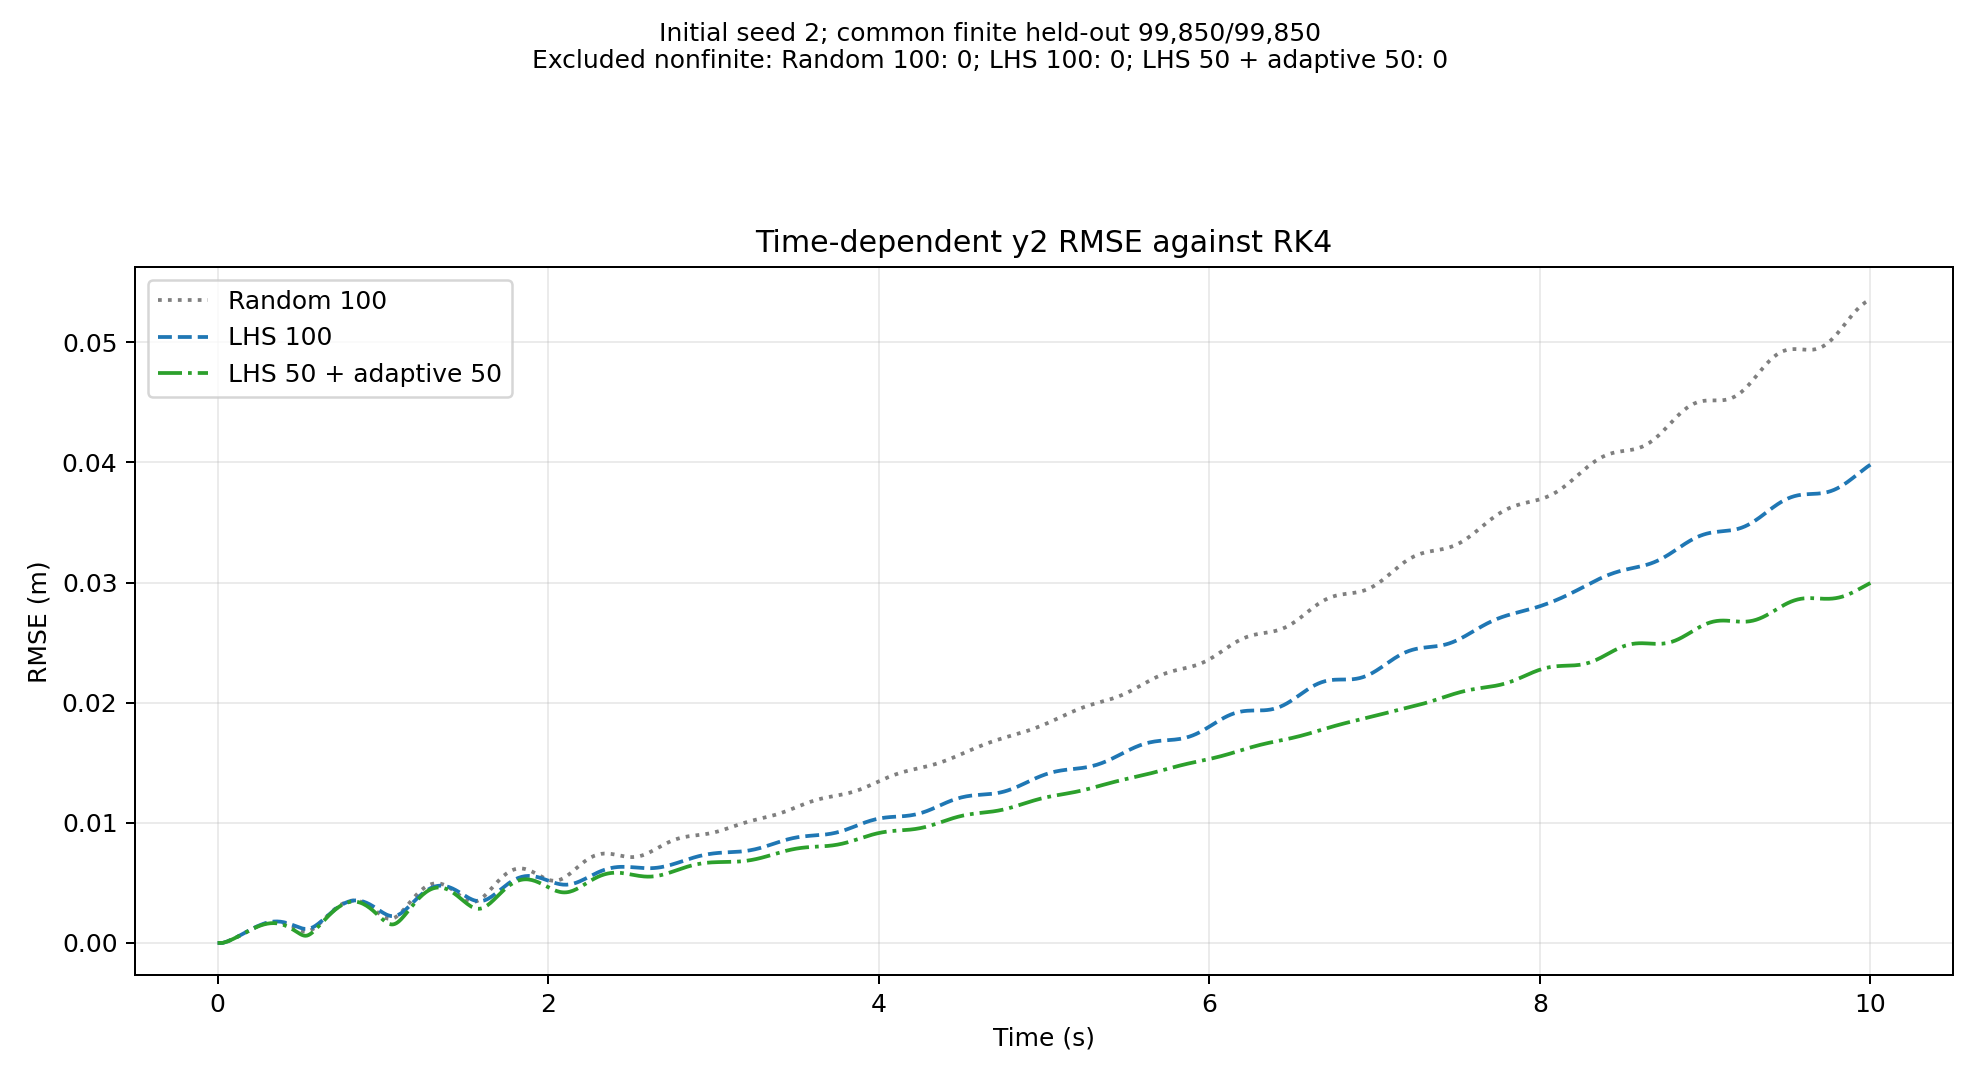 Initial seed 2; common finite held-out 99,850/99,850
Excluded nonfinite: Random 100: 0; LHS 100: 0; LHS 50 + adaptive 50: 0
Time-dependent y2 RMSE against RK4
Random 100
LHS 100
LHS 50 + adaptive 50
0.05
0.04
0.03
0.02
0.01
0.00
RMSE (m)
0 2 4 6 8 10
Time (s)